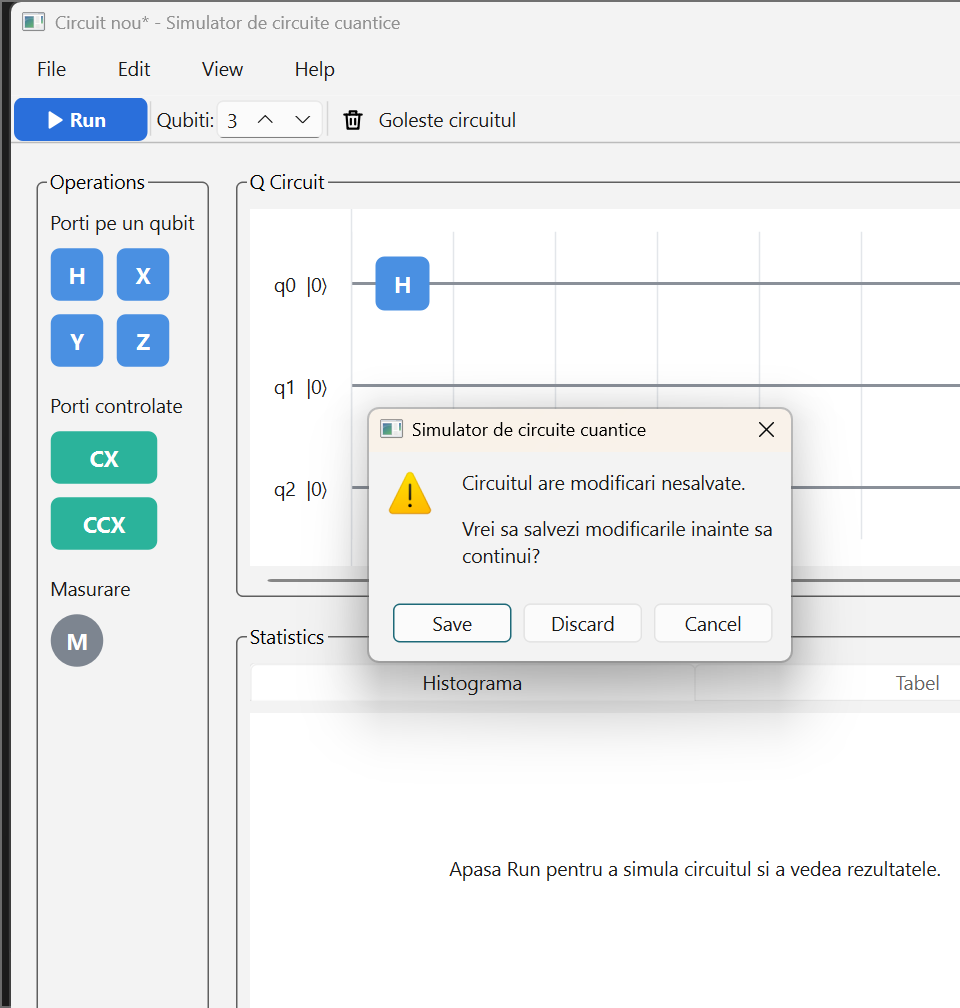 Circuit nou* - Simulator de circuite cuantice
File Edit View Help
Run Qubiti: 3 Goleste circuitul
Operations
Porti pe un qubit
H X
Y Z
Porti controlate
CX
CCX
Masurare
M
Q Circuit
q0 |0⟩ H
q1 |0⟩
q2 |0⟩
Simulator de circuite cuantice
Circuitul are modificari nesalvate.
Vrei sa salvezi modificarile inainte sa
continui?
Save Discard Cancel
Statistics
Histograma Tabel
Apasa Run pentru a simula circuitul si a vedea rezultatele.